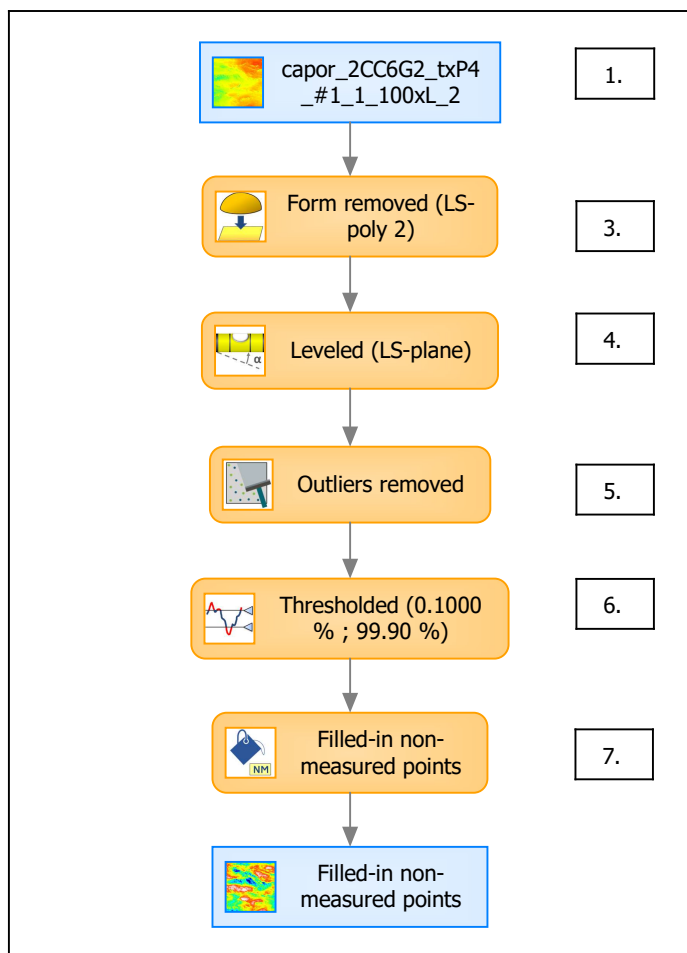 capor_2CC6G2_txP4
_#1_1_100xL_2
1.
Form removed (LS-
poly 2)
3.
α
Leveled (LS-plane)
4.
Outliers removed
5.
Thresholded (0.1000
% ; 99.90 %)
6.
NM
Filled-in non-
measured points
7.
Filled-in non-
measured points